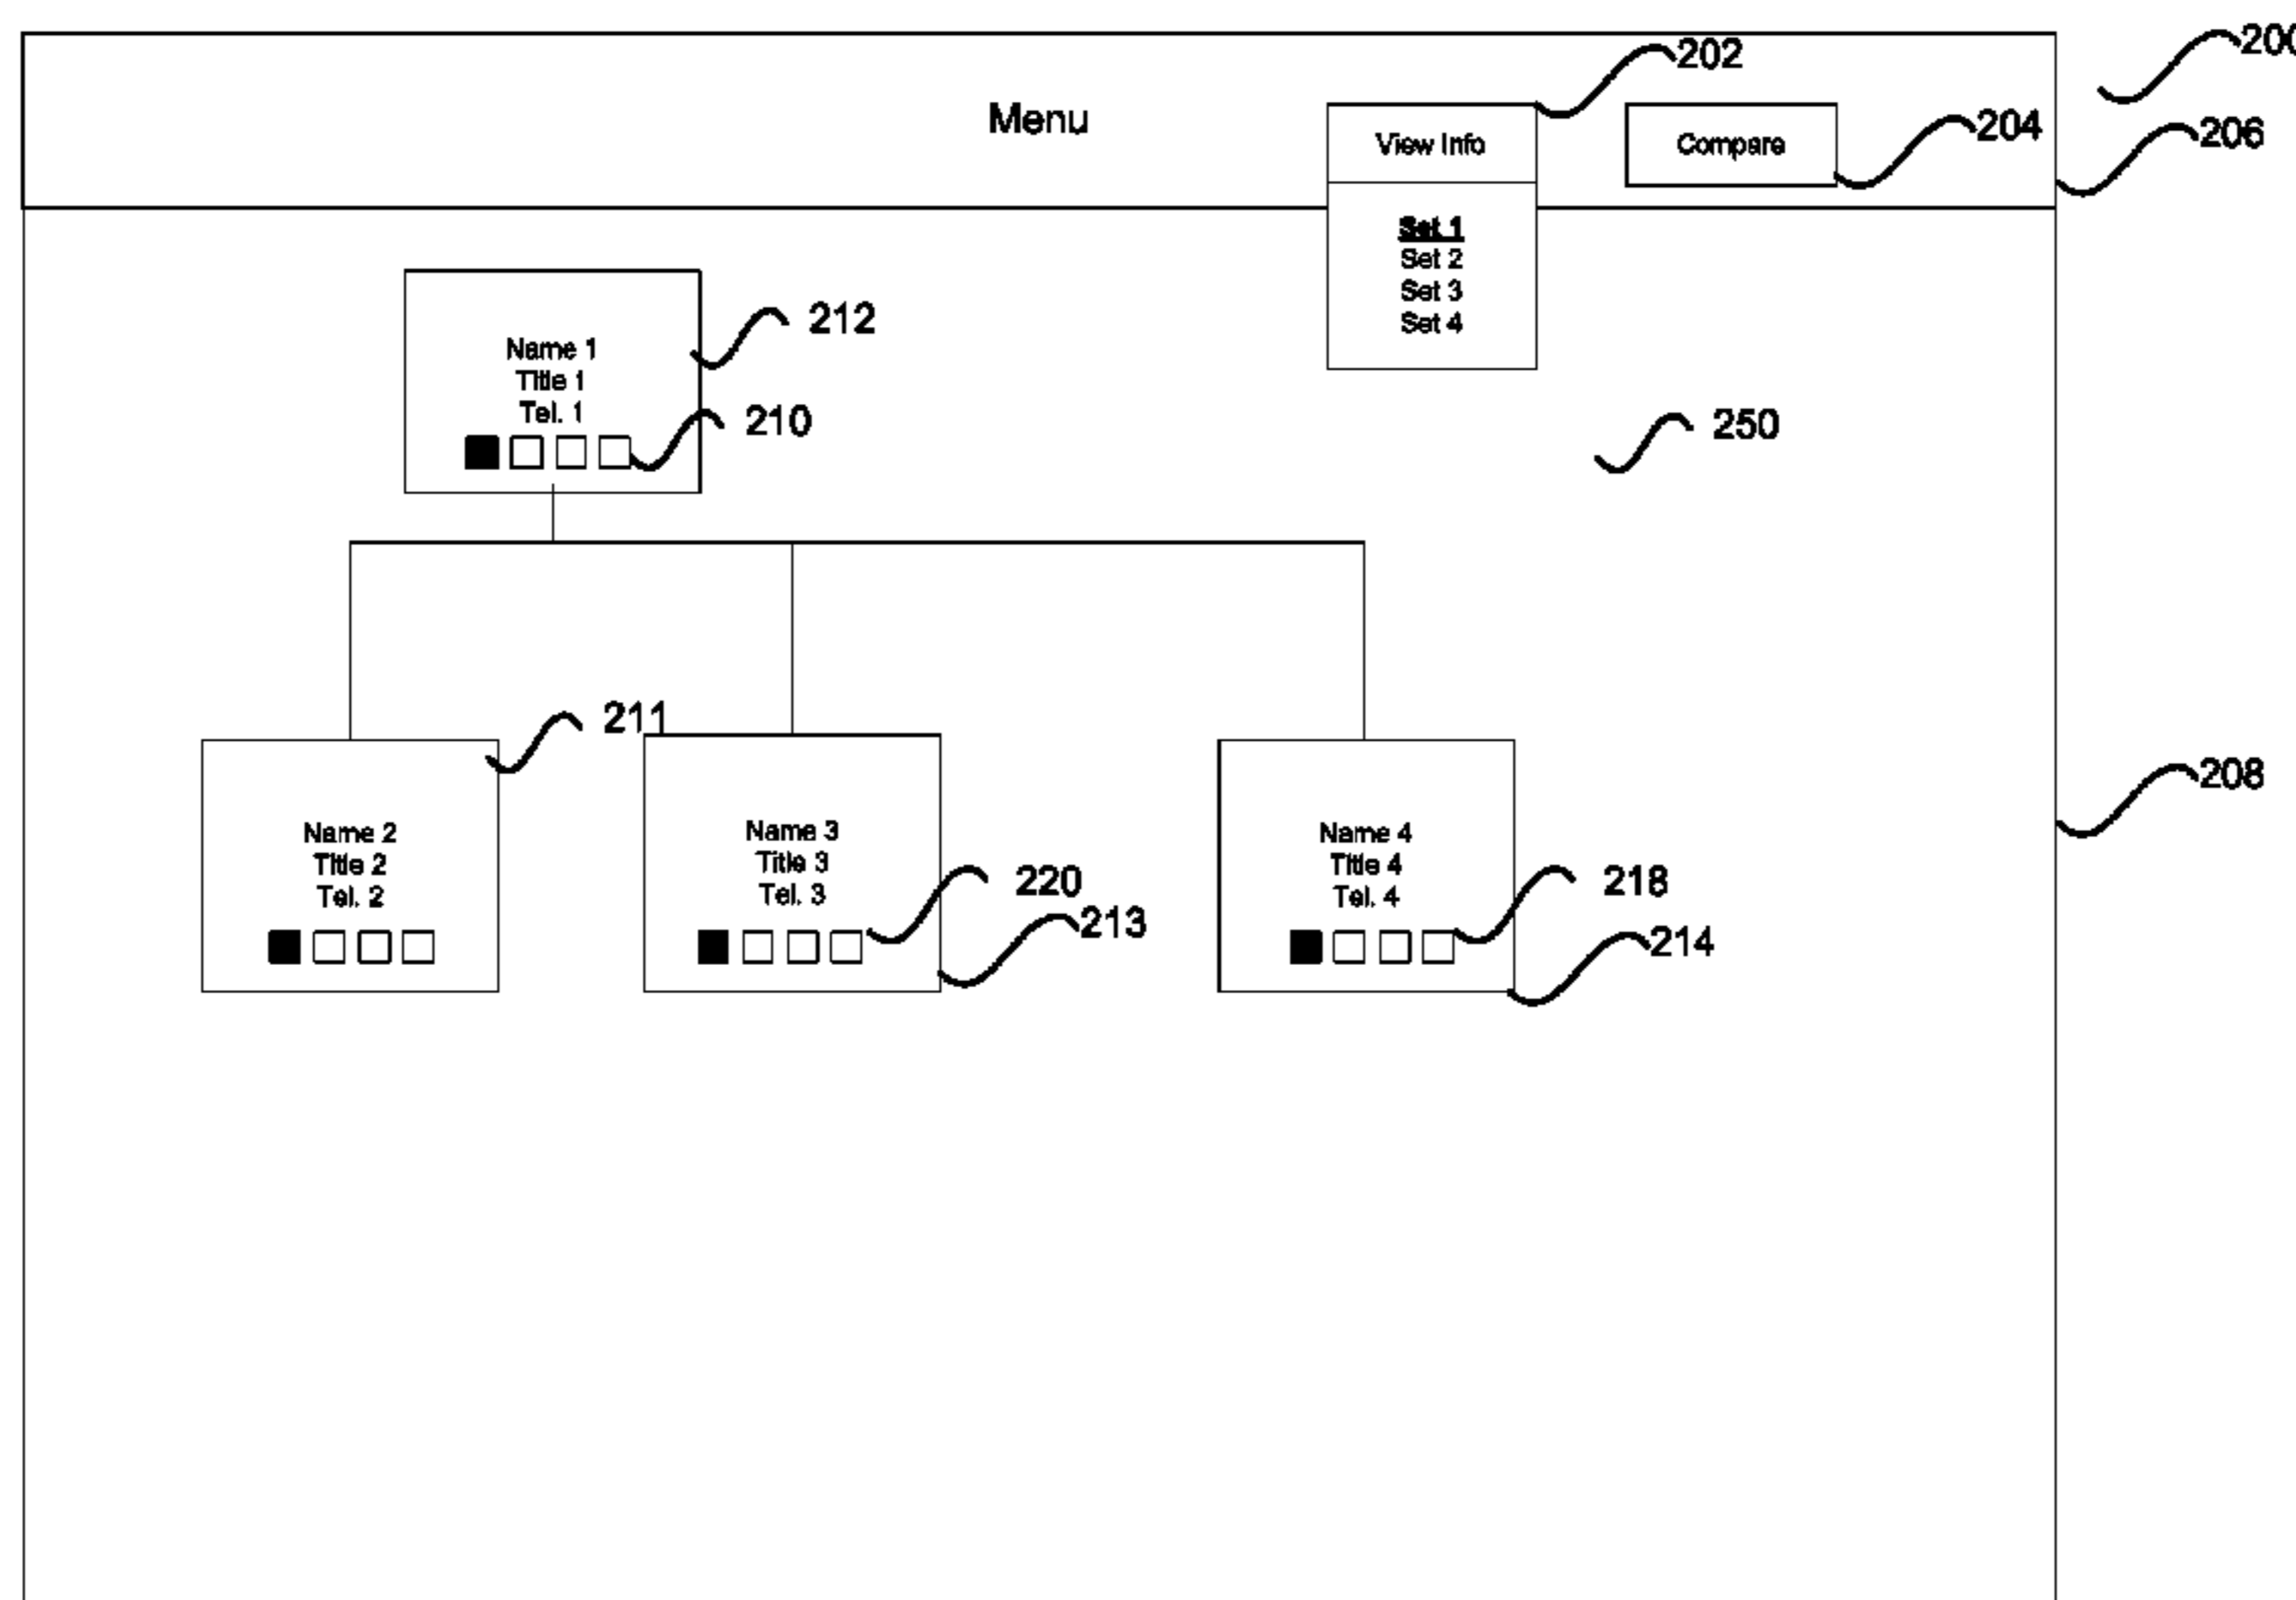 200
202
Menu
View Info
Compare
204
206
Set 1
Set 2
Set 3
Set 4
212
Name 1
Title 1
Tel. 1
210
250
211
208
Name 2
Title 2
Tel. 2
Name 3
Title 3
Tel. 3
220
213
Name 4
Title 4
Tel. 4
218
214